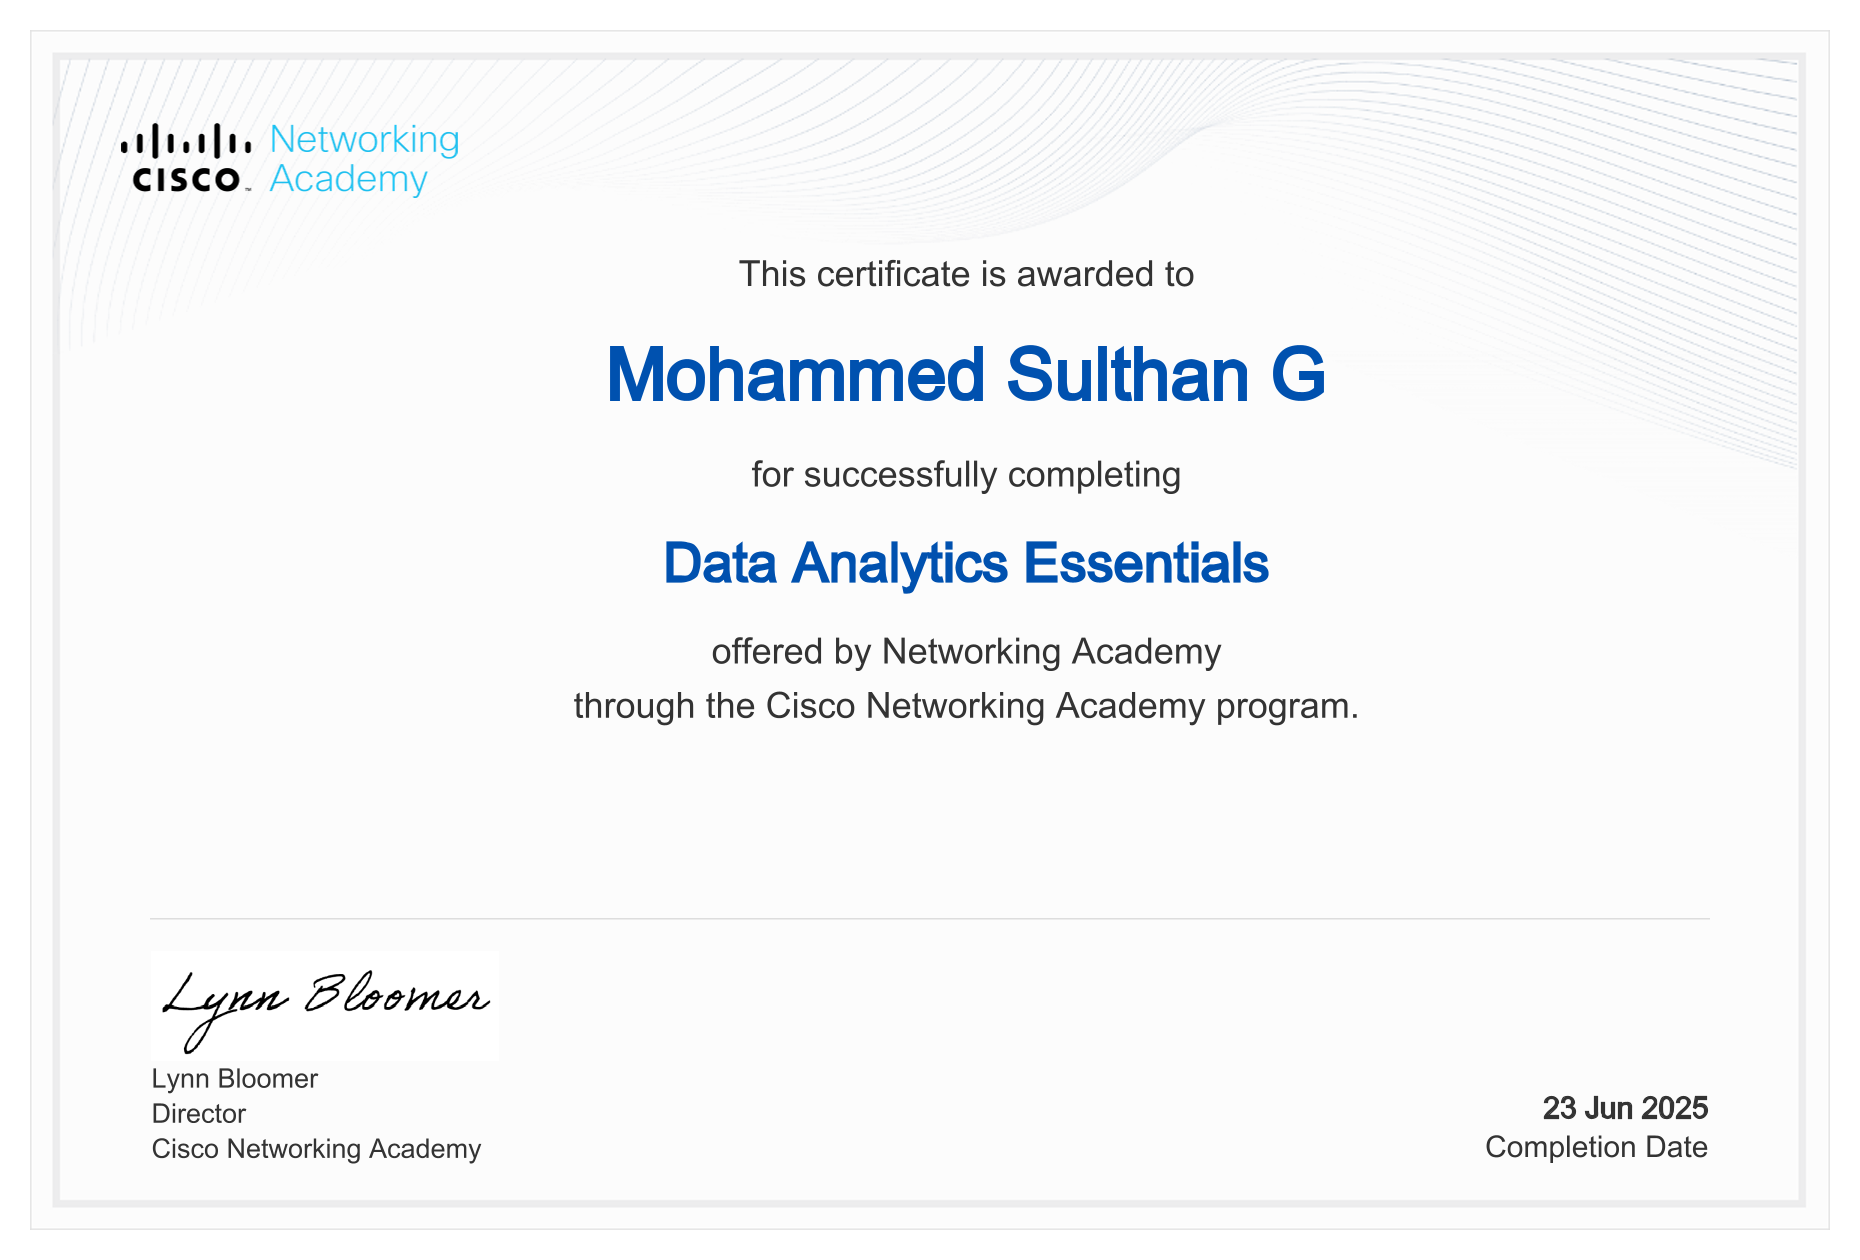 Networking
CISCO™ Academy
This certificate is awarded to
Mohammed Sulthan G
for successfully completing
Data Analytics Essentials
offered by Networking Academy
through the Cisco Networking Academy program.
Lynn Bloomer
Lynn Bloomer
Director
Cisco Networking Academy
23 Jun 2025
Completion Date